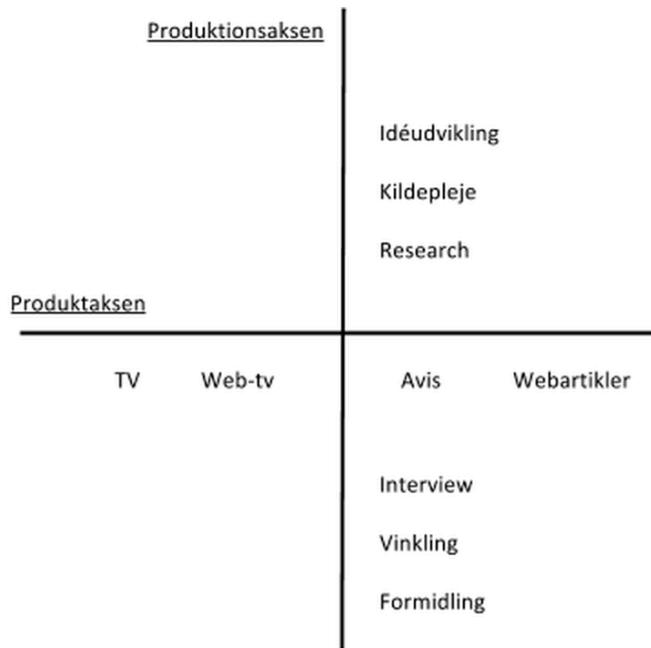 Produktionsaksen
Idéudvikling
Kildepleje
Research
Produktaksen
TV Web-tv Avis Webartikler
Interview
Vinkling
Formidling